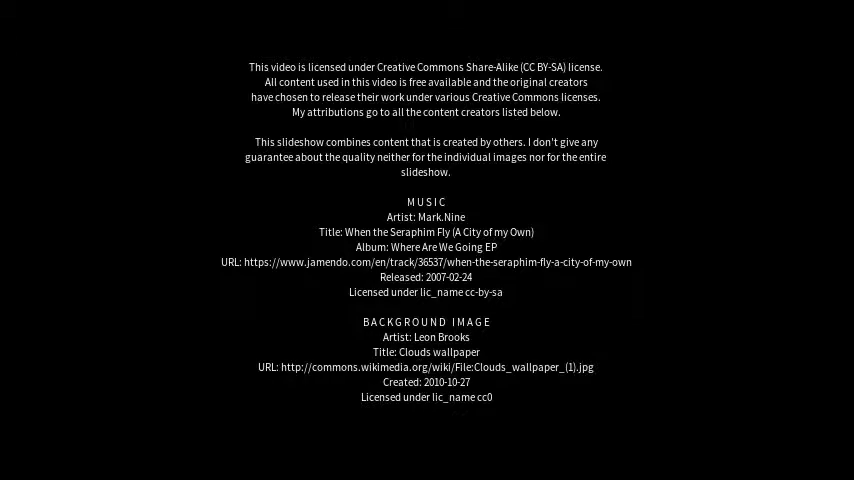 This video is licensed under Creative Commons Share-Alike (CC BY-SA) license.
All content used in this video is free available and the original creators
have chosen to release their work under various Creative Commons licenses.
My attributions go to all the content creators listed below.
This slideshow combines content that is created by others. I don't give any
guarantee about the quality neither for the individual images nor for the entire
slideshow.
MUSIC
Artist: Mark.Nine
Title: When the Seraphim Fly (A City of my Own)
Album: Where Are We Going EP
URL: https://www.jamendo.com/en/track/36537/when-the-seraphim-fly-a-city-of-my-own
Released: 2007-02-24
Licensed under lic_name cc-by-sa
BACKGROUND IMAGE
Artist: Leon Brooks
Title: Clouds wallpaper
URL: http://commons.wikimedia.org/wiki/File:Clouds_wallpaper_(1).jpg
Created: 2010-10-27
Licensed under lic_name cc0